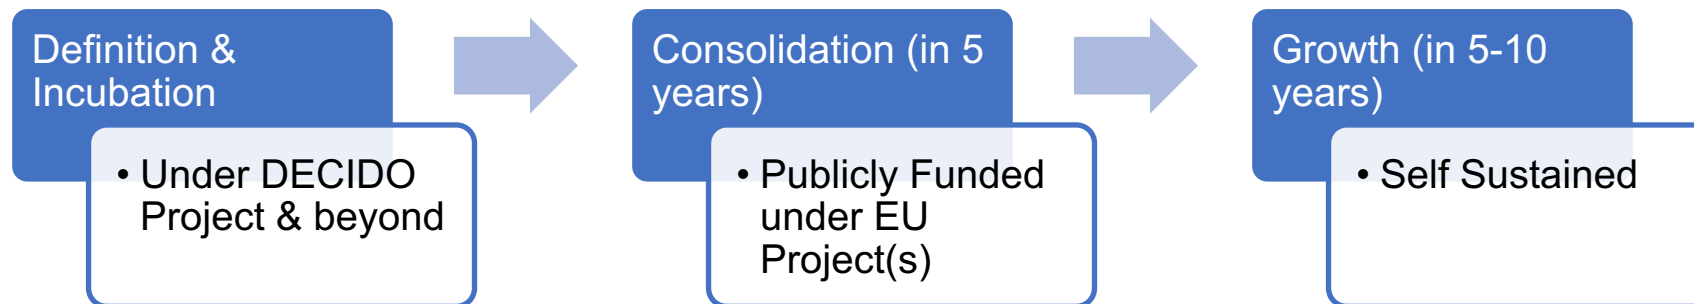 Definition &
Incubation
• Under DECIDO
Project & beyond
Consolidation (in 5
years)
• Publicly Funded
under EU
Project(s)
Growth (in 5-10
years)
• Self Sustained